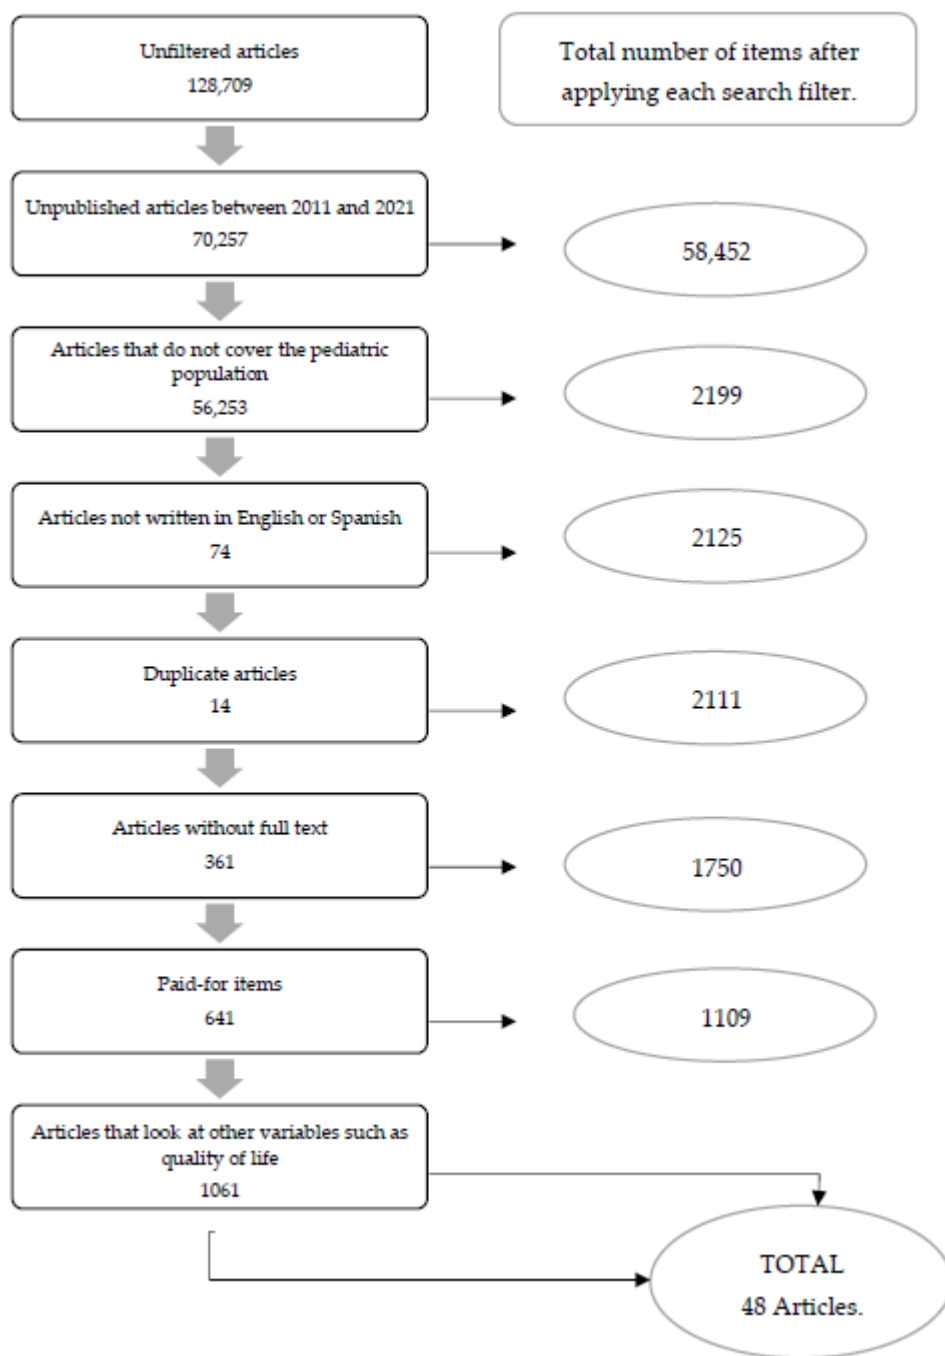 Unfiltered articles
128,709
Total number of items after
applying each search filter.
Unpublished articles between 2011 and 2021
70,257
58,452
Articles that do not cover the pediatric
population
56,253
2199
Articles not written in English or Spanish
74
2125
Duplicate articles
14
2111
Articles without full text
361
1750
Paid-for items
641
1109
Articles that look at other variables such as
quality of life
1061
TOTAL
48 Articles.